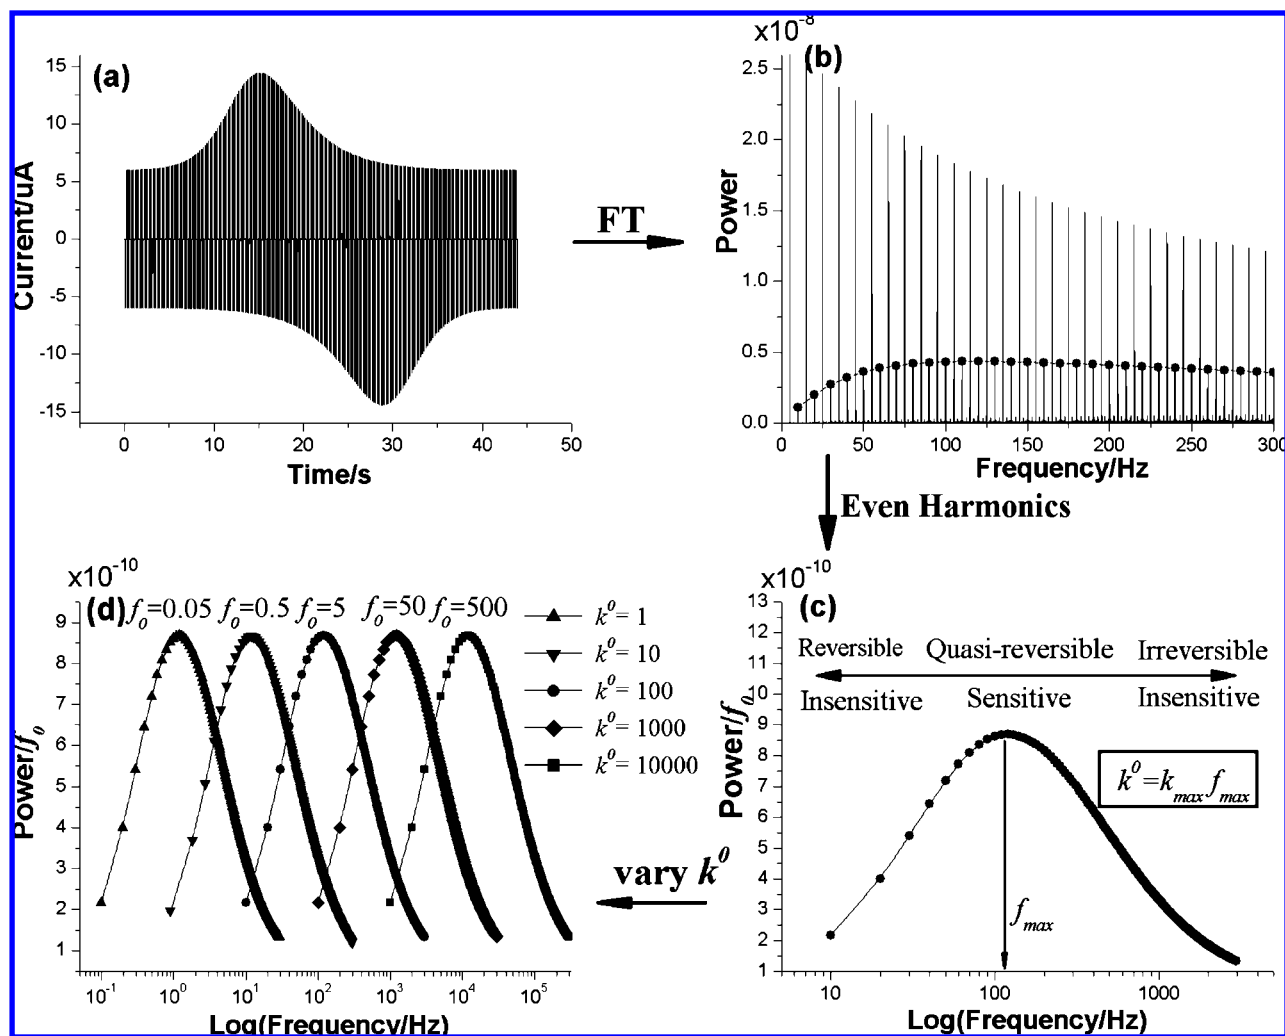 (a)
Current/uA
15
10
5
0
-5
-10
-15
0 10 20 30 40 50
Time/s
FT
x10⁻⁸
(b)
Power
2.5
2.0
1.5
1.0
0.5
0.0
0 50 100 150 200 250 300
Frequency/Hz
Even Harmonics
x10⁻¹⁰
(c)
Power/f₀
13
12
11
10
9
8
7
6
5
4
3
2
1
Reversible Quasi-reversible Irreversible
Insensitive Sensitive Insensitive
k⁰=k_max f_max
f_max
10 100 1000
Log(Frequency/Hz)
vary k⁰
x10⁻¹⁰
(d)
Power/f₀
9
8
7
6
5
4
3
2
1
f₀=0.05 f₀=0.5 f₀=5 f₀=50 f₀=500
k⁰= 1
k⁰= 10
k⁰= 100
k⁰= 1000
k⁰= 10000
10⁻¹ 10⁰ 10¹ 10² 10³ 10⁴ 10⁵
Log(Frequency/Hz)